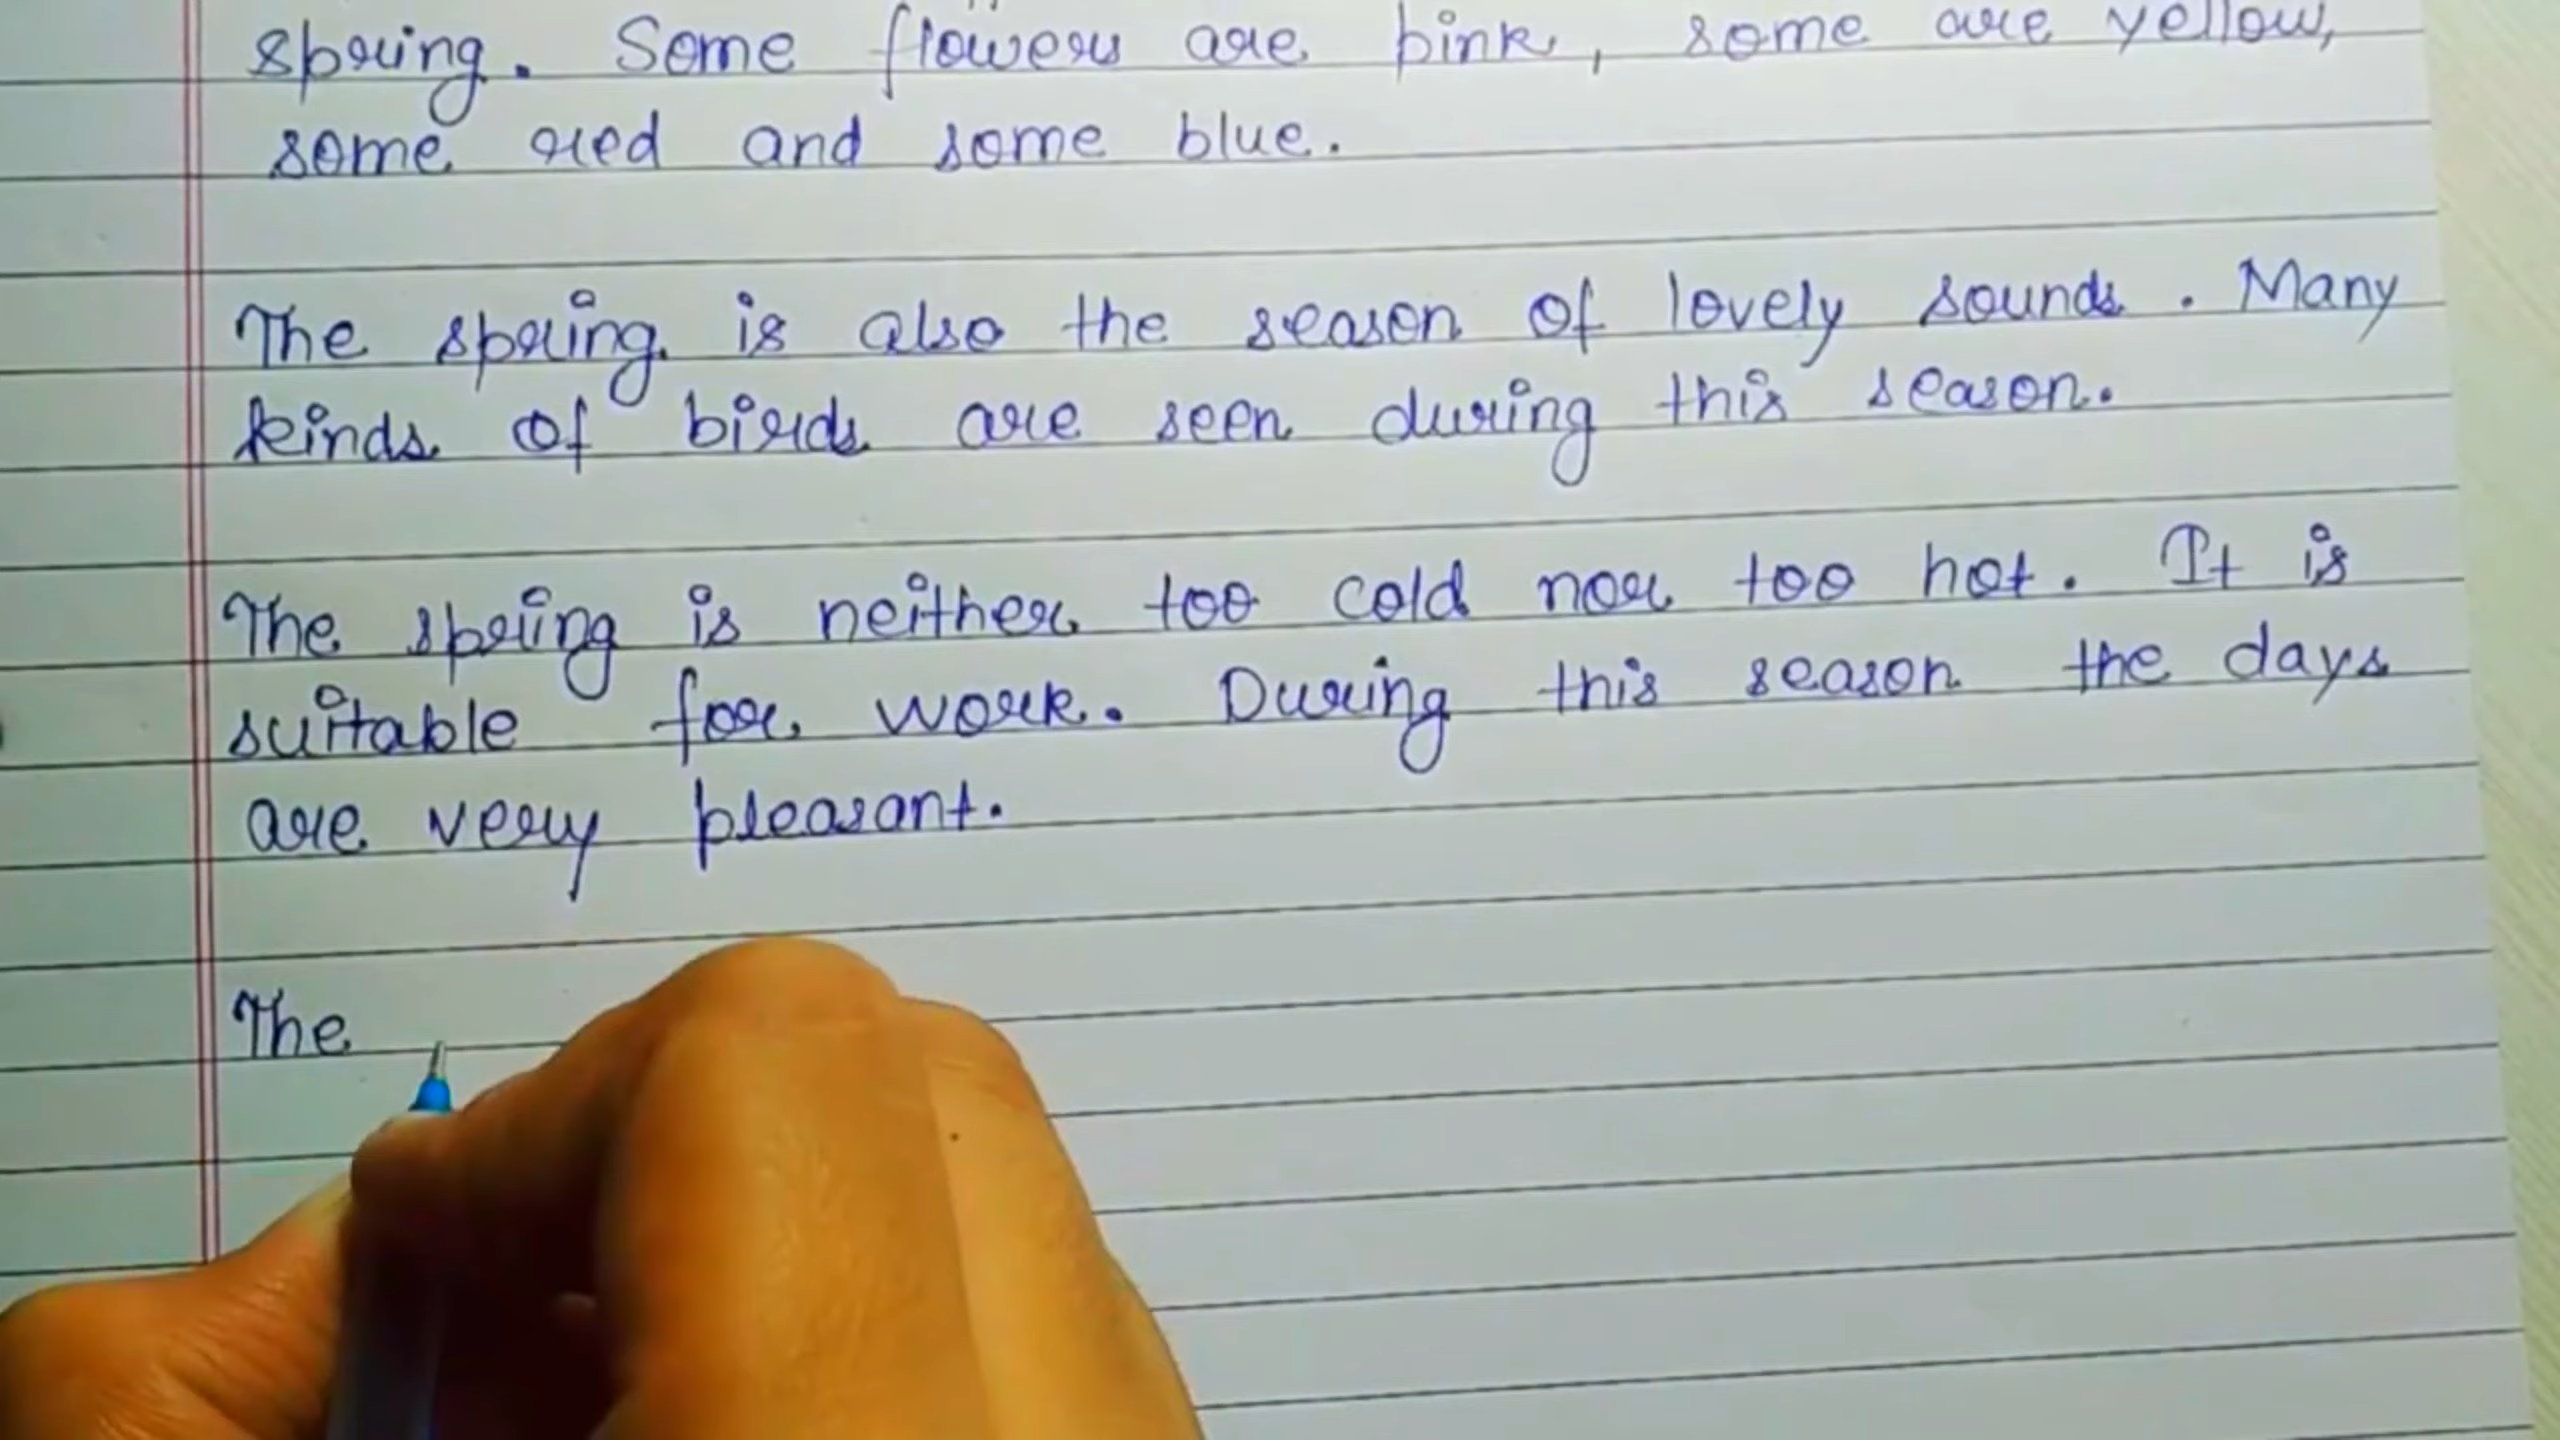 spring. Some flowers are pink, some are yellow,
some red and some blue.
The spring is also the season of lovely sounds. Many
kinds of birds are seen during this season.
The spring is neither too cold nor too hot. It is
suitable for work. During this season the days
are very pleasant.
The